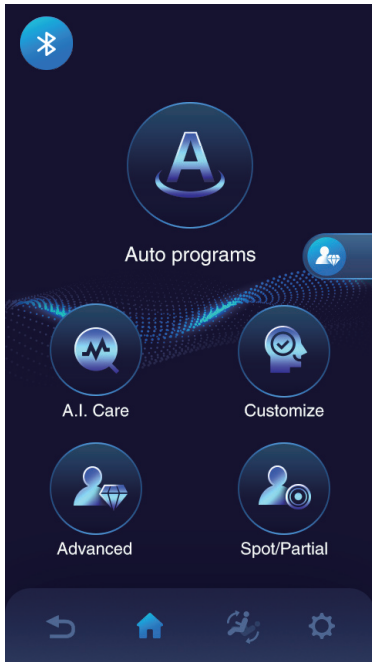 A
Auto programs
A.I. Care
Customize
Advanced
Spot/Partial